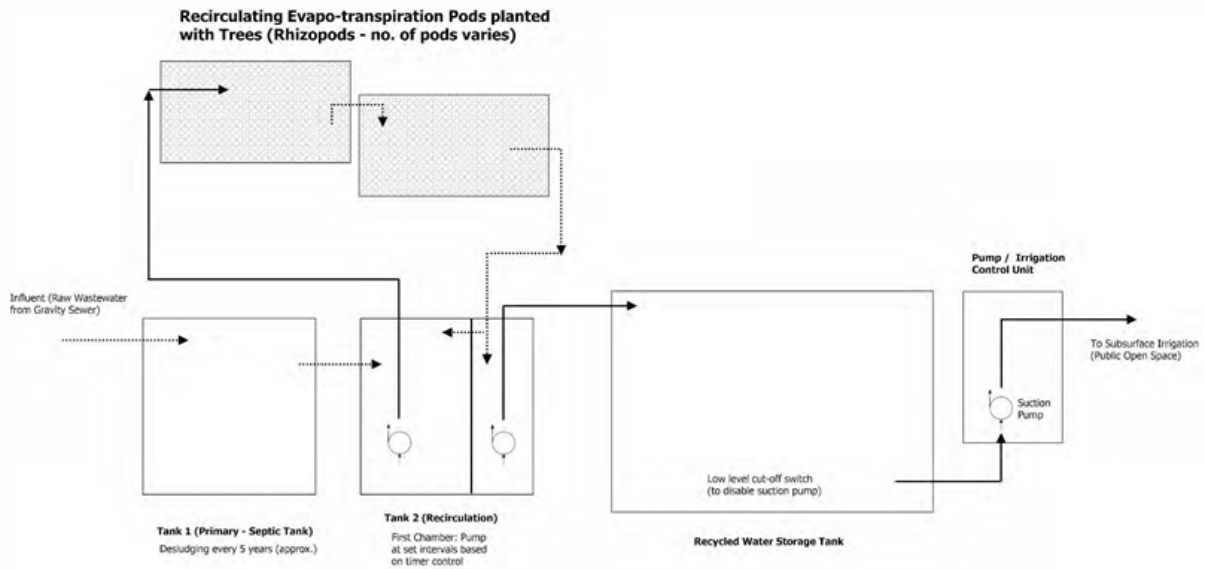 Recirculating Evapo-transpiration Pods planted
with Trees (Rhizopods - no. of pods varies)
Influent (Raw Wastewater
from Gravity Sewer)
Pump / Irrigation
Control Unit
To Subsurface Irrigation
(Public Open Space)
Suction
Pump
Low level cut-off switch
(to disable suction pump)
Tank 1 (Primary - Septic Tank)
Desludging every 5 years (approx.)
Tank 2 (Recirculation)
First Chamber: Pump
at set intervals based
on timer control
Recycled Water Storage Tank